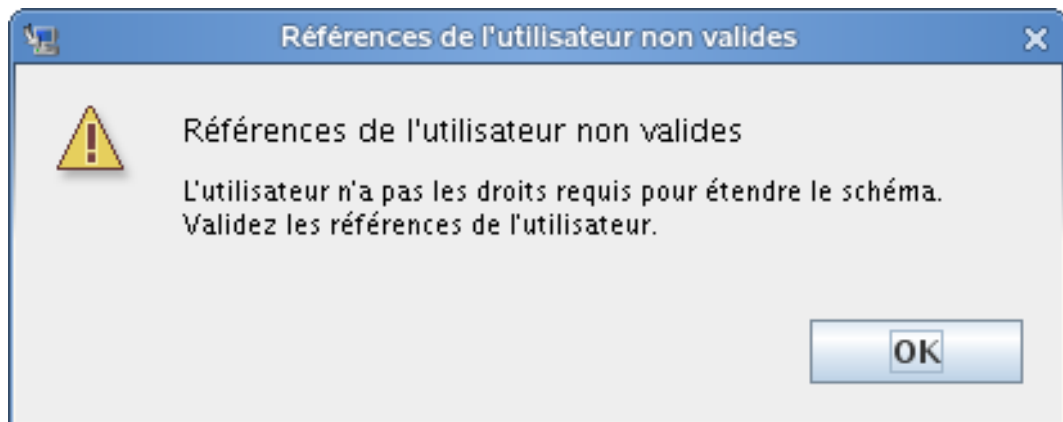 Références de l'utilisateur non valides
Références de l'utilisateur non valides
L'utilisateur n'a pas les droits requis pour étendre le schéma.
Validez les références de l'utilisateur.
OK